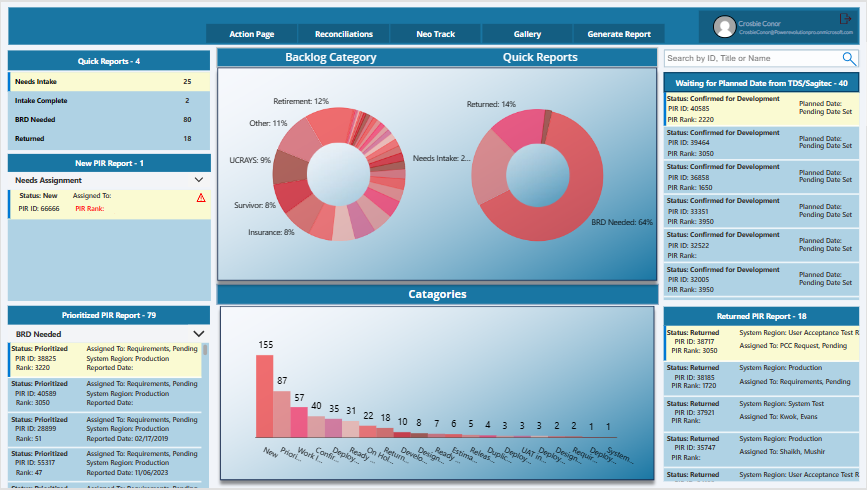 Crosbie Conor
CrosbieConor@Powerevolutionpro.onmicrosoft.com
Action Page
Reconciliations
Neo Track
Gallery
Generate Report
Quick Reports - 4
Needs Intake 25
Intake Complete 2
BRD Needed 80
Returned 18
New PIR Report - 1
Needs Assignment
Status: New Assigned To:
PIR ID: 66666 PIR Rank:
Prioritized PIR Report - 79
BRD Needed
Status: Prioritized Assigned To: Requirements, Pending
PIR ID: 38825 System Region: Production
Rank: 3220 Reported Date:
Status: Prioritized Assigned To: Requirements, Pending
PIR ID: 40589 System Region: Production
Rank: 3050 Reported Date:
Status: Prioritized Assigned To: Requirements, Pending
PIR ID: 28899 System Region: Production
Rank: 51 Reported Date: 02/17/2019
Status: Prioritized Assigned To: Requirements, Pending
PIR ID: 55317 System Region: Production
Rank: 47 Reported Date: 11/06/2023
Status: Prioritized Assigned To: Requirements, Pending
Backlog Category
Quick Reports
Retirement: 12%
Other: 11%
UCRAYS: 9%
Survivor: 8%
Insurance: 8%
Returned: 14%
Needs Intake: 2...
BRD Needed: 64%
Catagories
155
87
57
40
35
31
22
18
10
8
7
6
5
4
3
3
3
2
2
1
1
New
Priori...
Work I...
Confir...
Deploy...
Ready ...
On Hol...
Return...
Develo...
Design...
Ready ...
Estima...
Releas...
Duplic...
Deploy...
UAT in...
Deploy...
Design...
Requir...
Deploy...
System...
Search by ID, Title or Name
Waiting for Planned Date from TDS/Sagitec - 40
Status: Confirmed for Development
PIR ID: 40585
PIR Rank: 2220
Planned Date:
Pending Date Set
Status: Confirmed for Development
PIR ID: 39464
PIR Rank: 3050
Planned Date:
Pending Date Set
Status: Confirmed for Development
PIR ID: 36858
PIR Rank: 1650
Planned Date:
Pending Date Set
Status: Confirmed for Development
PIR ID: 33351
PIR Rank: 3950
Planned Date:
Pending Date Set
Status: Confirmed for Development
PIR ID: 32522
PIR Rank:
Planned Date:
Pending Date Set
Status: Confirmed for Development
PIR ID: 32005
PIR Rank: 3950
Planned Date:
Pending Date Set
Returned PIR Report - 18
Status: Returned System Region: User Acceptance Test R
PIR ID: 38717
PIR Rank: 3050 Assigned To: PCC Request, Pending
Status: Returned System Region: Production
PIR ID: 38185
PIR Rank: 1720 Assigned To: Requirements, Pending
Status: Returned System Region: System Test
PIR ID: 37921
PIR Rank: Assigned To: Kwok, Evans
Status: Returned System Region: Production
PIR ID: 35747
PIR Rank: Assigned To: Shaikh, Mushir
Status: Returned System Region: User Acceptance Test R